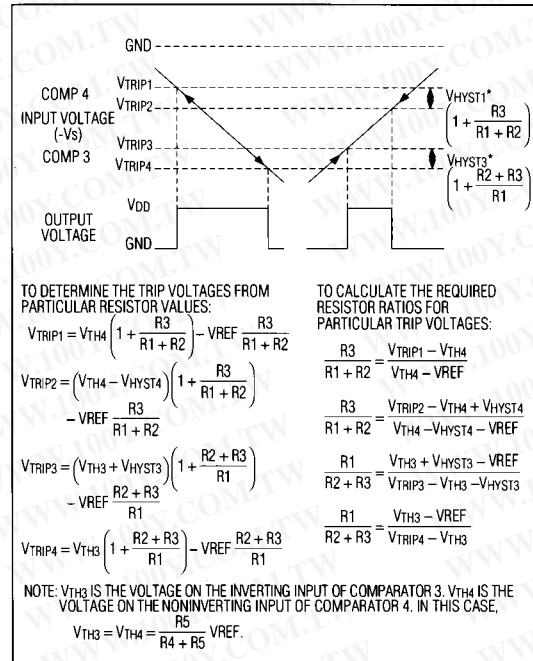 GND
VTRIP1
COMP 4
VTRIP2
INPUT VOLTAGE
(-Vs)
VTRIP3
COMP 3
VTRIP4
VHYST1*
(1 + R3 / (R1 + R2))
VHYST3*
(1 + (R2 + R3) / R1)
VDD
OUTPUT
VOLTAGE
GND
TO DETERMINE THE TRIP VOLTAGES FROM
PARTICULAR RESISTOR VALUES:
VTRIP1 = VTH4 (1 + R3 / (R1 + R2)) – VREF R3 / (R1 + R2)
VTRIP2 = (VTH4 – VHYST4) (1 + R3 / (R1 + R2))
– VREF R3 / (R1 + R2)
VTRIP3 = (VTH3 + VHYST3) (1 + (R2 + R3) / R1)
– VREF (R2 + R3) / R1
VTRIP4 = VTH3 (1 + (R2 + R3) / R1) – VREF (R2 + R3) / R1
TO CALCULATE THE REQUIRED
RESISTOR RATIOS FOR
PARTICULAR TRIP VOLTAGES:
R3 / (R1 + R2) = (VTRIP1 – VTH4) / (VTH4 – VREF)
R3 / (R1 + R2) = (VTRIP2 – VTH4 + VHYST4) / (VTH4 – VHYST4 – VREF)
R1 / (R2 + R3) = (VTH3 + VHYST3 – VREF) / (VTRIP3 – VTH3 – VHYST3)
R1 / (R2 + R3) = (VTH3 – VREF) / (VTRIP4 – VTH3)
NOTE: VTH3 IS THE VOLTAGE ON THE INVERTING INPUT OF COMPARATOR 3. VTH4 IS THE
VOLTAGE ON THE NONINVERTING INPUT OF COMPARATOR 4. IN THIS CASE,
VTH3 = VTH4 = R5 / (R4 + R5) VREF.
WWW.100Y.COM.TW